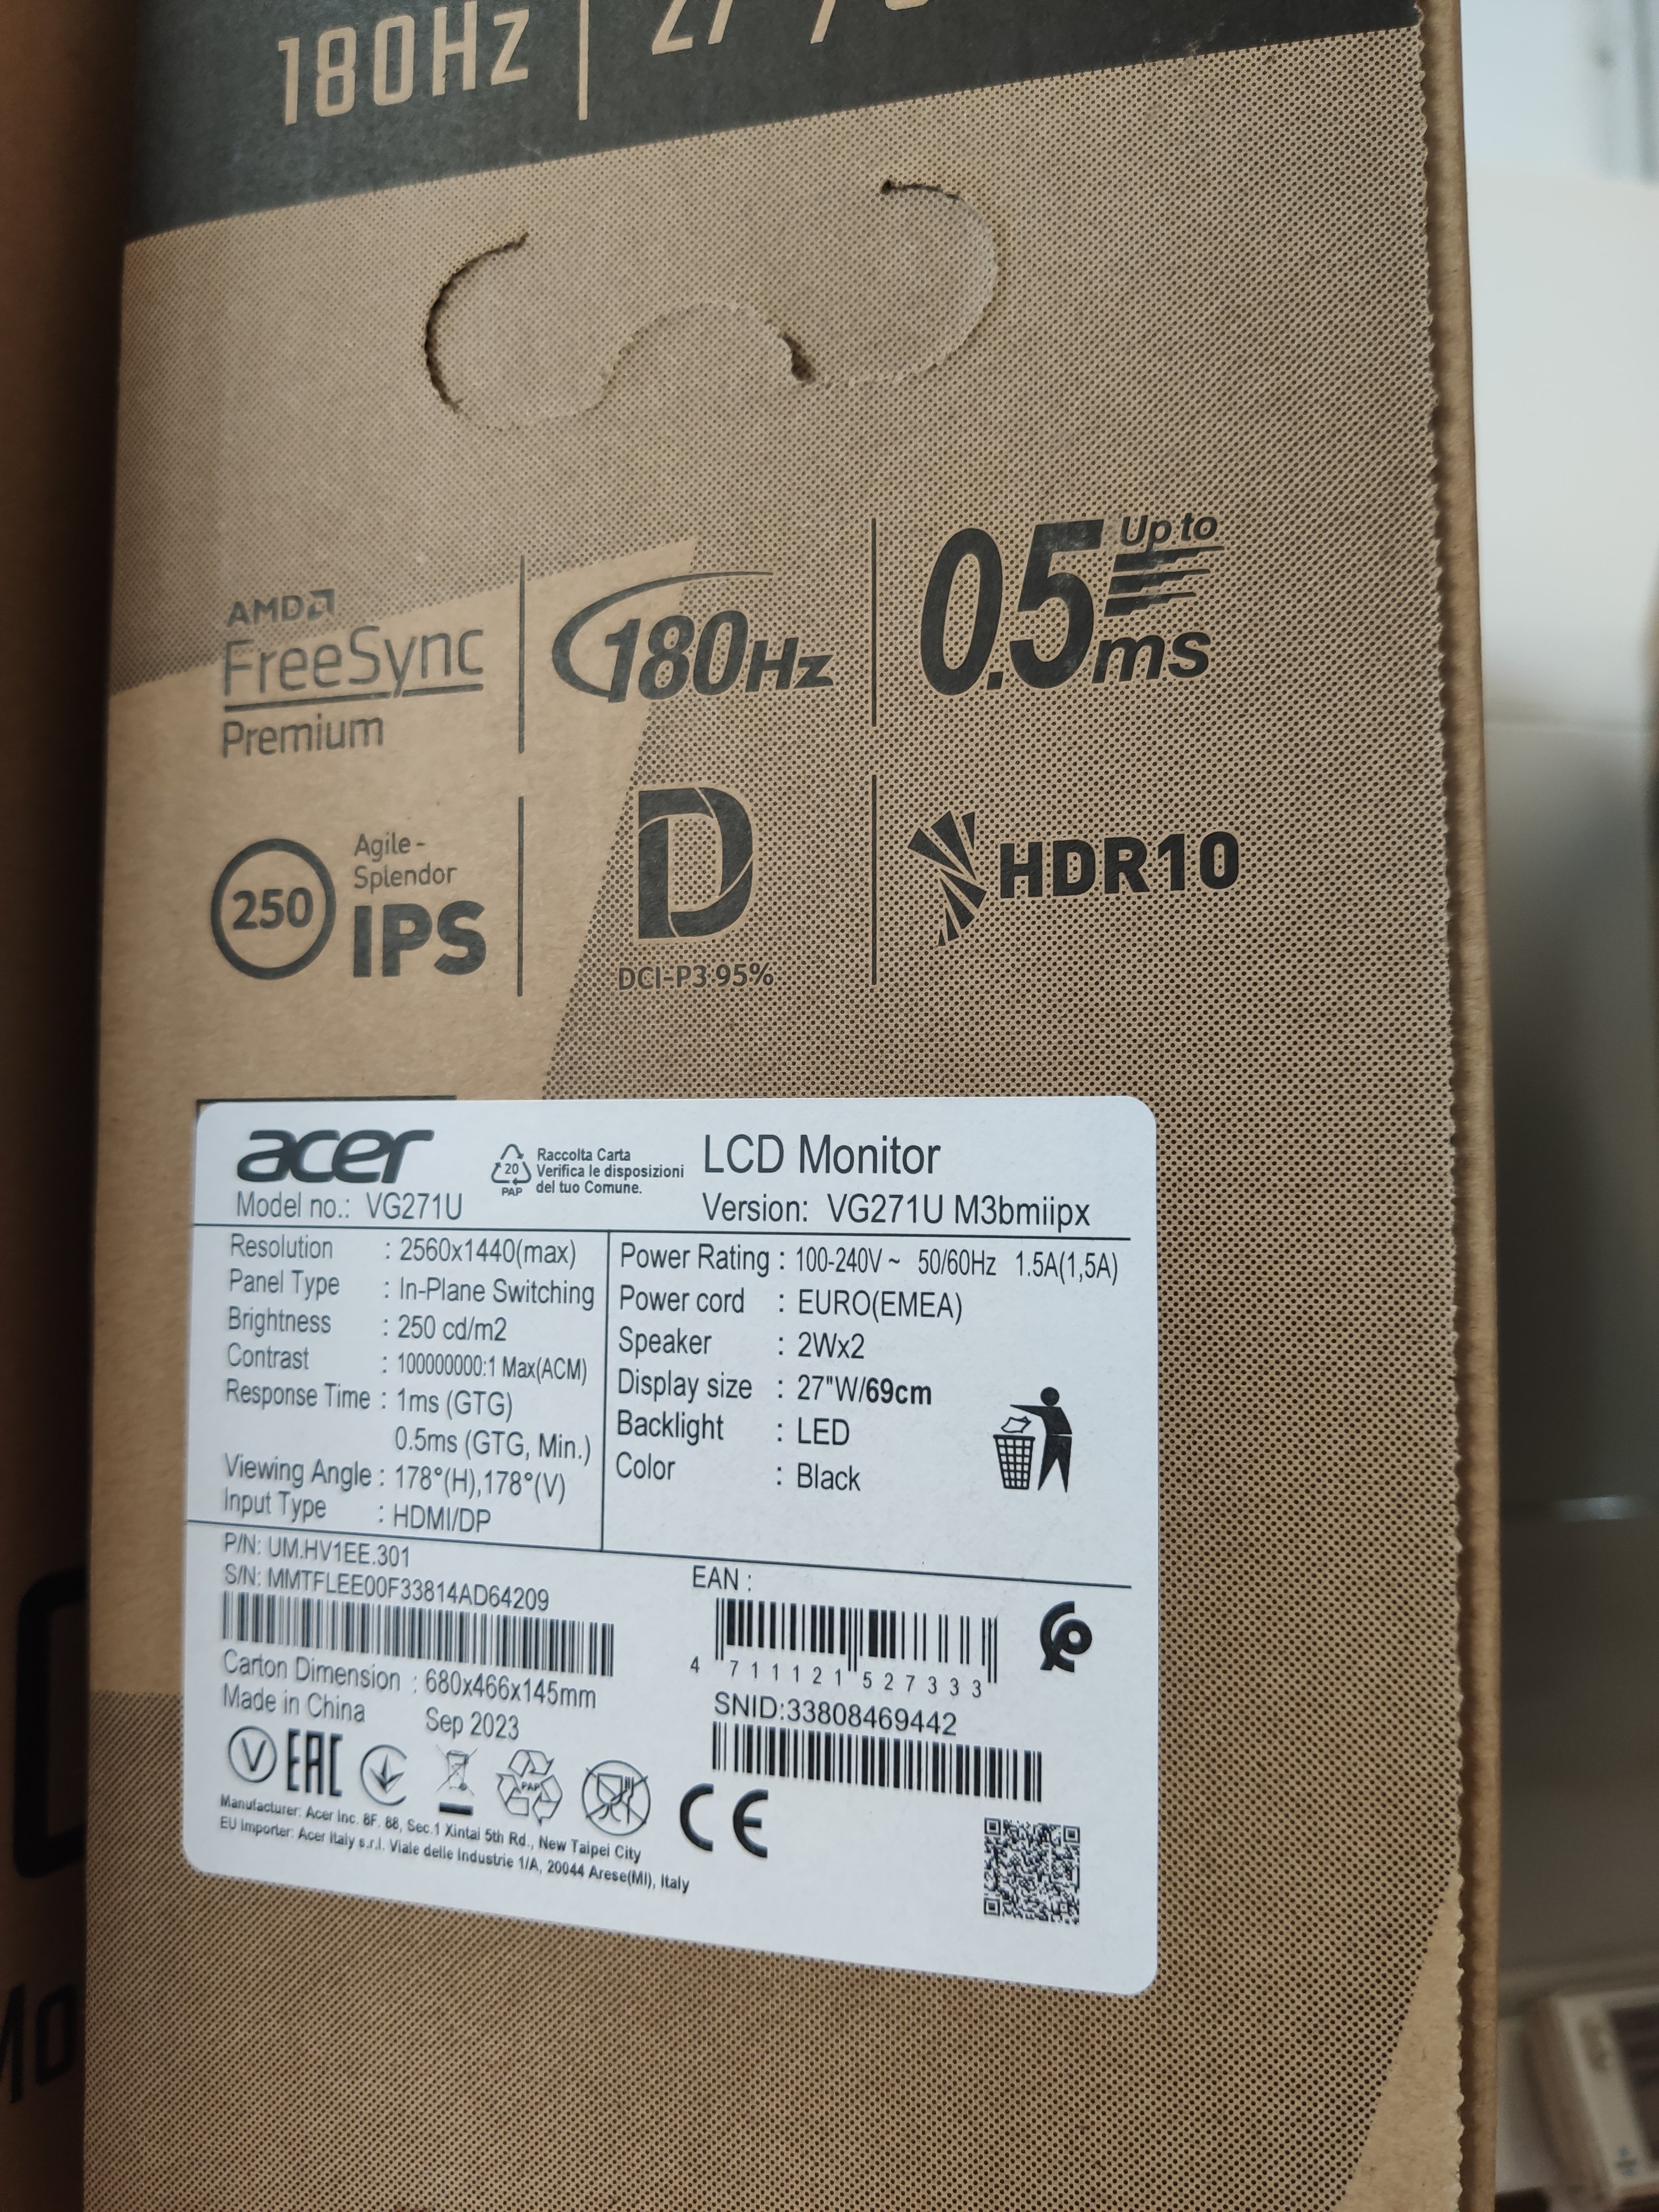 180Hz
AMD
FreeSync
Premium
180Hz
Up to
0.5ms
250
Agile-
Splendor
IPS
DCI-P3 95%
HDR10
acer
20
PAP
Raccolta Carta
Verifica le disposizioni
del tuo Comune.
LCD Monitor
Model no.: VG271U
Version: VG271U M3bmiipx
Resolution : 2560x1440(max)
Panel Type : In-Plane Switching
Brightness : 250 cd/m2
Contrast : 100000000:1 Max(ACM)
Response Time : 1ms (GTG)
0.5ms (GTG, Min.)
Viewing Angle : 178°(H),178°(V)
Input Type : HDMI/DP
Power Rating : 100-240V ~ 50/60Hz 1.5A(1,5A)
Power cord : EURO(EMEA)
Speaker : 2Wx2
Display size : 27"W/69cm
Backlight : LED
Color : Black
P/N: UM.HV1EE.301
S/N: MMTFLEE00F33814AD64209
Carton Dimension : 680x466x145mm
Made in China
Sep 2023
EAN :
4 711121 527333
SNID:33808469442
V
EAC
PAP
CE
Manufacturer: Acer Inc. 8F. 88, Sec.1 Xintai 5th Rd., New Taipei City
EU Importer: Acer Italy s.r.l. Viale delle Industrie 1/A, 20044 Arese(MI), Italy